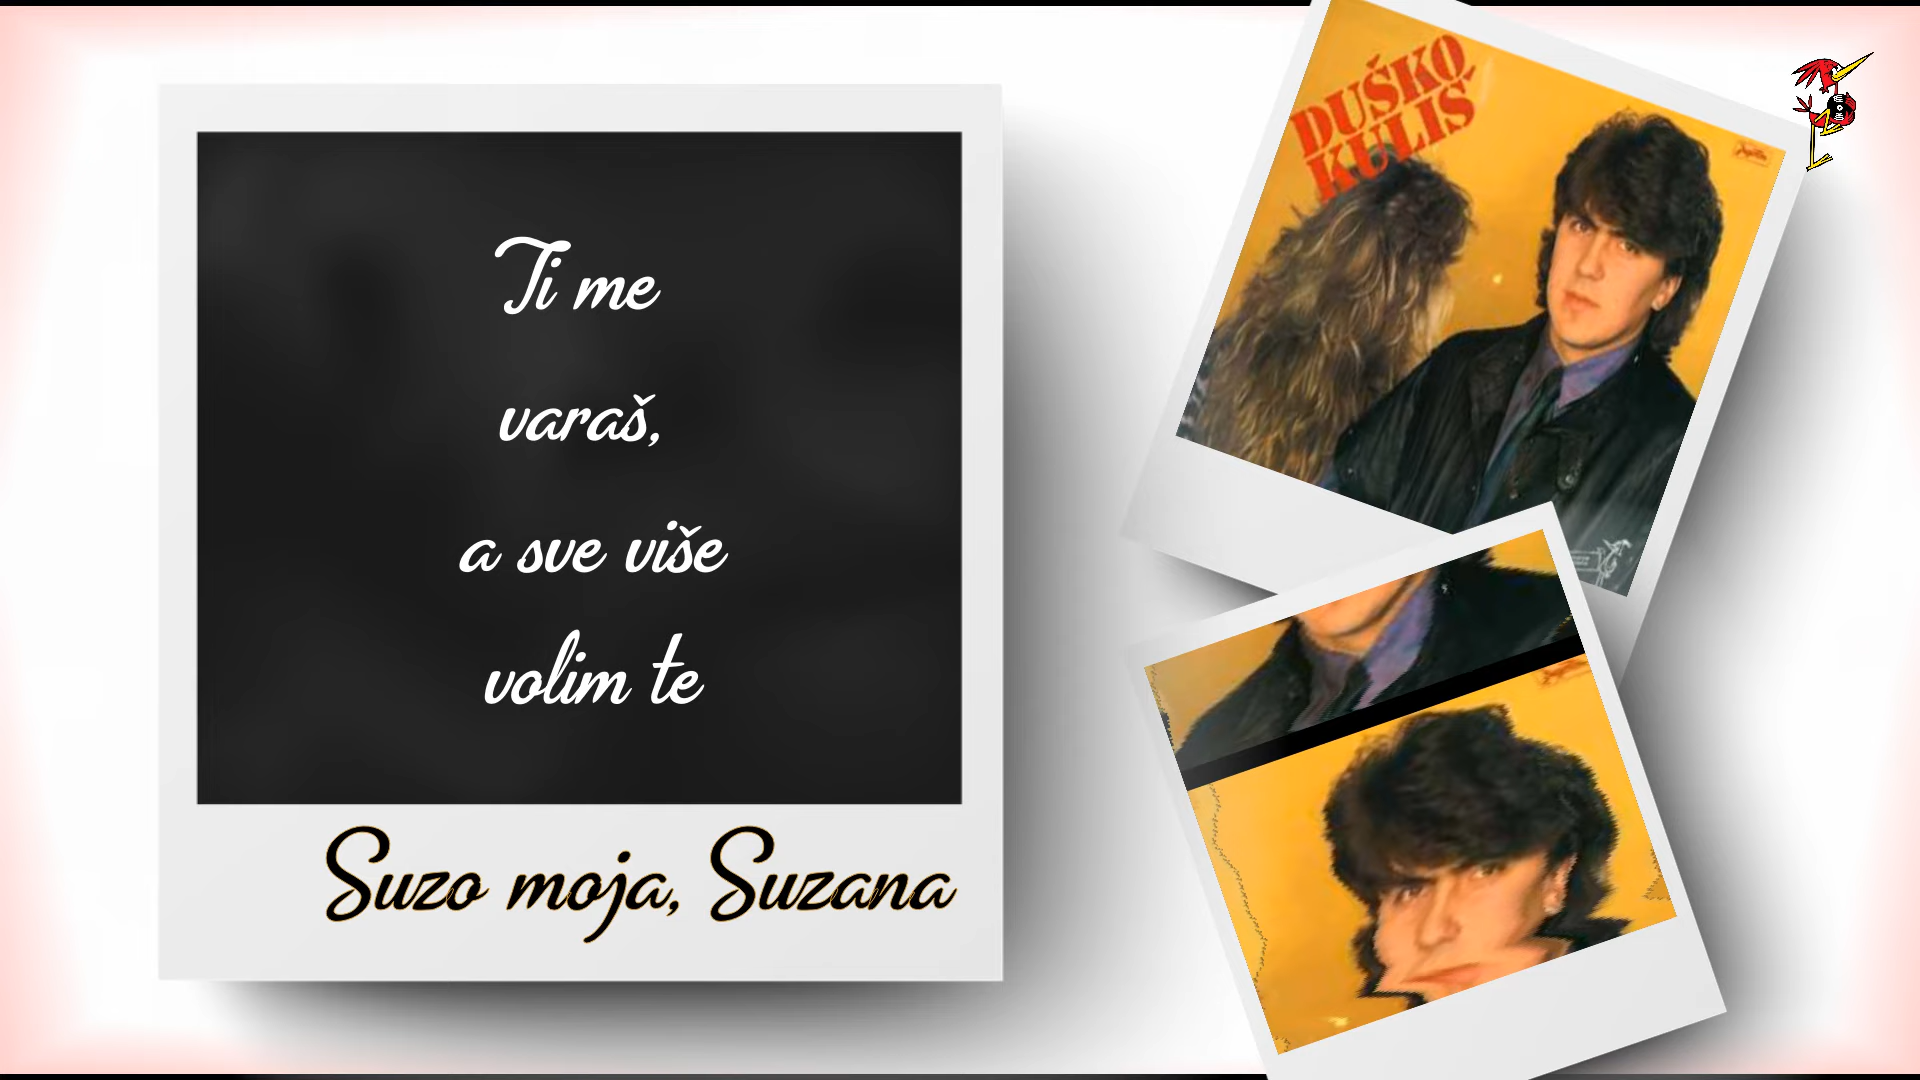 Ti me
varaš,
a sve više
volim te
Suzo moja, Suzana
DUŠKO
KULIŠ